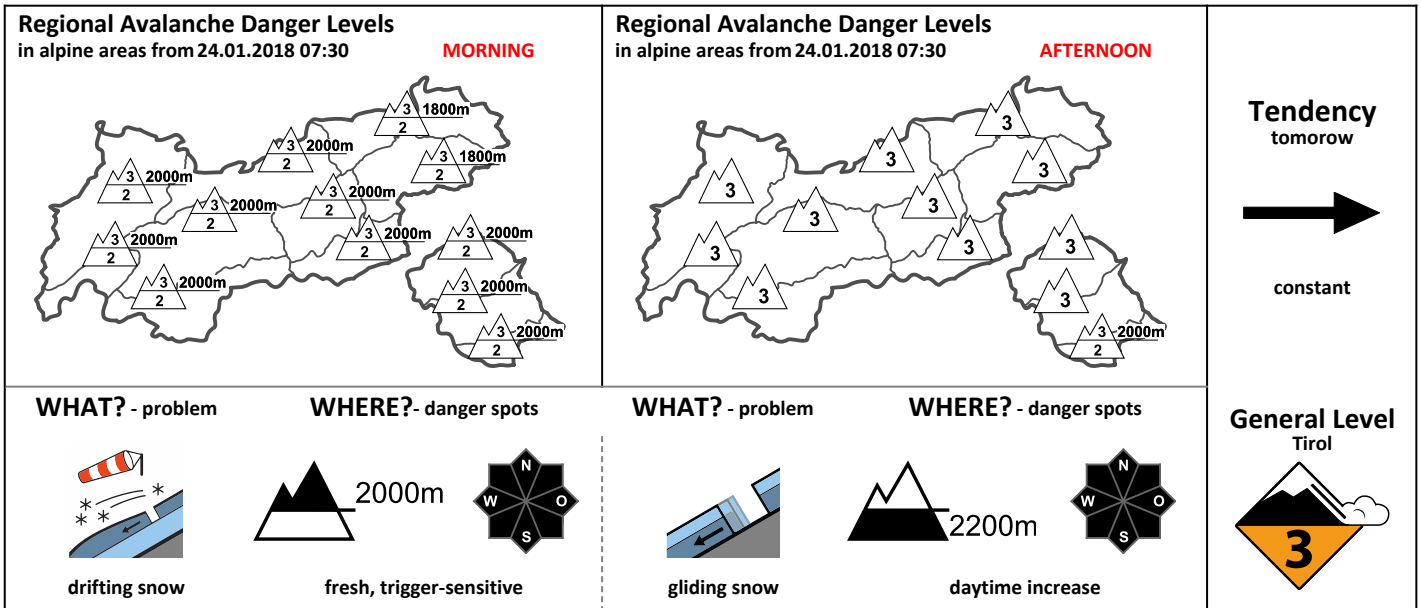 Regional Avalanche Danger Levels
in alpine areas from 24.01.2018 07:30 MORNING
3 1800m
2
3 2000m
2
3 1800m
2
3 2000m
2
3 2000m
2
3 2000m
2
3 2000m
2
3 2000m
2
3 2000m
2
3 2000m
2
3 2000m
2
3 2000m
2
Regional Avalanche Danger Levels
in alpine areas from 24.01.2018 07:30 AFTERNOON
3
3
3
3
3
3
3
3
3
3
3
3 2000m
2
Tendency
tomorow
constant
WHAT? - problem
drifting snow
WHERE? - danger spots
2000m
N
W O
S
fresh, trigger-sensitive
WHAT? - problem
gliding snow
WHERE? - danger spots
2200m
N
W O
S
daytime increase
General Level
Tirol
3